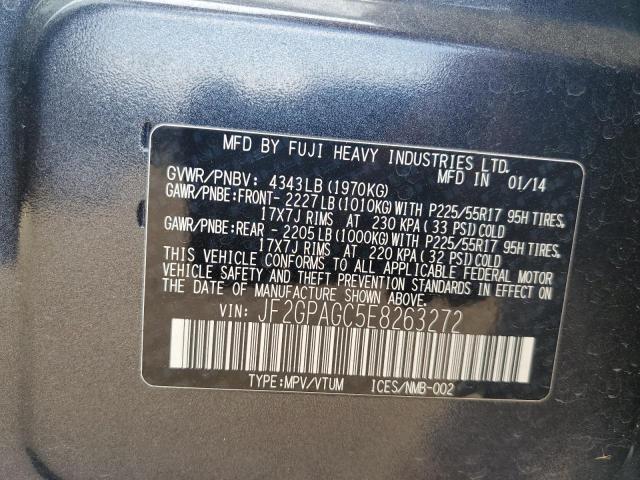 MFD BY FUJI HEAVY INDUSTRIES LTD.
MFD IN 01/14
GVWR/PNBV: 4343LB(1970KG)
GAWR/PNBE:FRONT- 2227LB(1010KG)WITH P225/55R17 95H TIRES,
17X7J RIMS AT 230 KPA( 33 PSI)COLD
GAWR/PNBE:REAR - 2205LB(1000KG)WITH P225/55R17 95H TIRES,
17X7J RIMS AT 220 KPA( 32 PSI)COLD
THIS VEHICLE CONFORMS TO ALL APPLICABLE FEDERAL MOTOR
VEHICLE SAFETY AND THEFT PREVENTION STANDARDS IN EFFECT ON
THE DATE OF MANUFACTURE SHOWN ABOVE.
VIN: JF2GPAGC5E8263272
TYPE:MPV/VTUM ICES/NMB-002